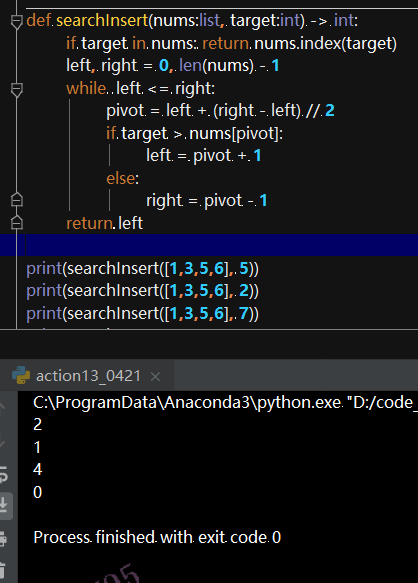 def searchInsert(nums:list, target:int) -> int:
if target in nums: return nums.index(target)
left, right = 0, len(nums) - 1
while left <= right:
pivot = left + (right - left) // 2
if target > nums[pivot]:
left = pivot + 1
else:
right = pivot - 1
return left
print(searchInsert([1,3,5,6], 5))
print(searchInsert([1,3,5,6], 2))
print(searchInsert([1,3,5,6], 7))
action13_0421
C:\ProgramData\Anaconda3\python.exe "D:/code_
2
1
4
0
Process finished with exit code 0